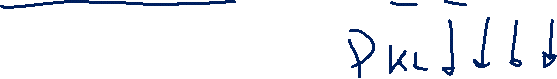 PKL ↓ ↓ ↓ ↓